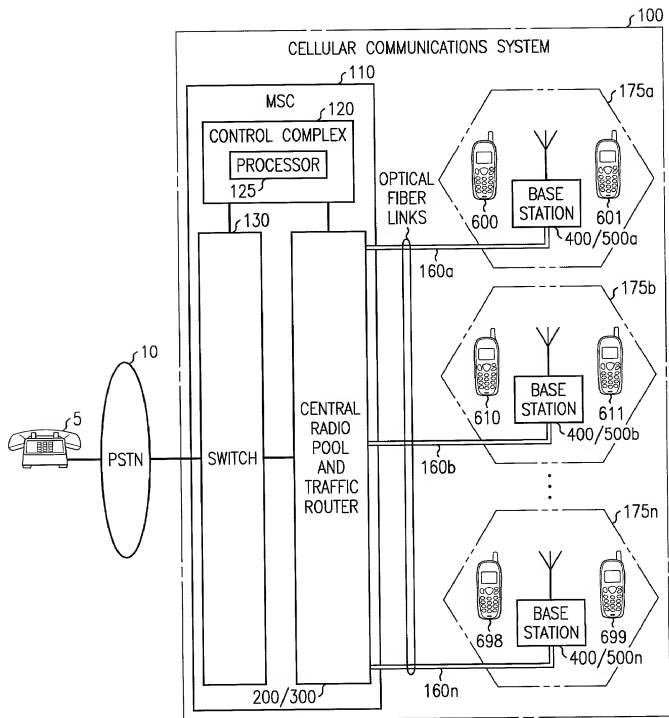 100
CELLULAR COMMUNICATIONS SYSTEM
110
MSC
120
CONTROL COMPLEX
PROCESSOR
125
130
OPTICAL
FIBER
LINKS
175a
600
BASE
STATION
601
400/500a
160a
175b
610
BASE
STATION
611
400/500b
160b
10
5
PSTN
SWITCH
CENTRAL
RADIO
POOL
AND
TRAFFIC
ROUTER
175n
698
BASE
STATION
699
400/500n
160n
200/300